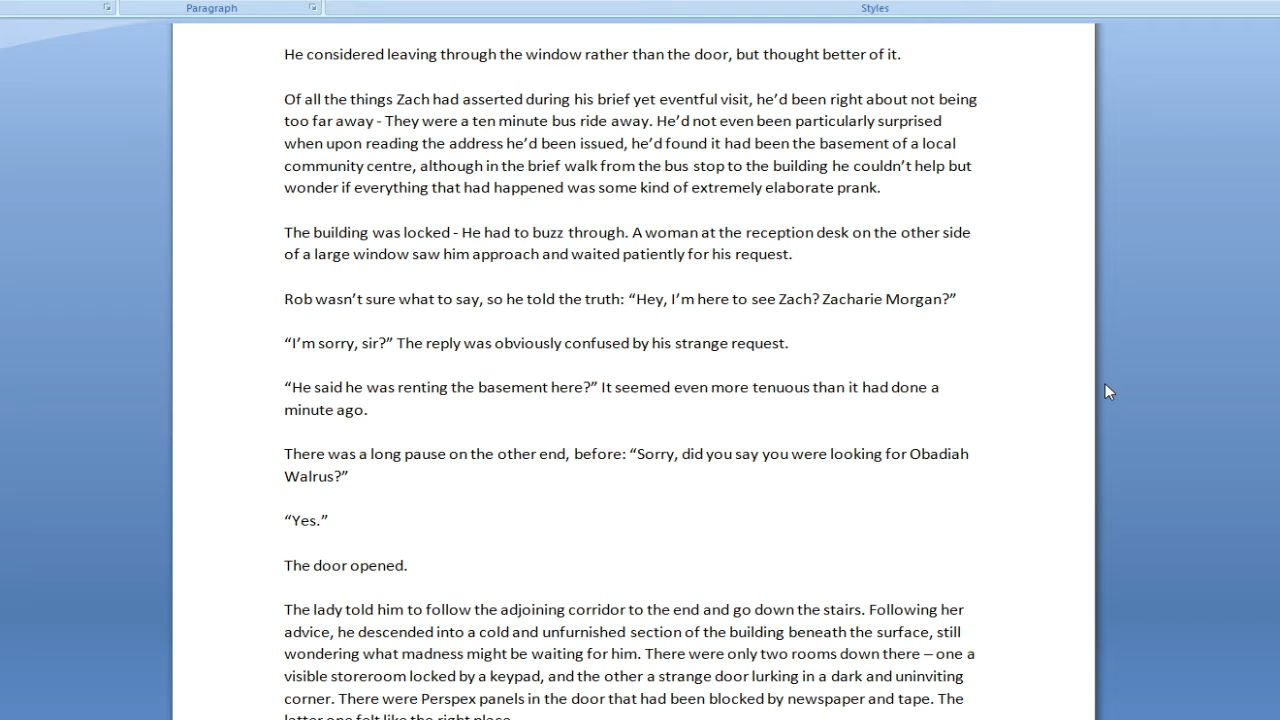 Paragraph
Styles
He considered leaving through the window rather than the door, but thought better of it.
Of all the things Zach had asserted during his brief yet eventful visit, he’d been right about not being
too far away - They were a ten minute bus ride away. He’d not even been particularly surprised
when upon reading the address he’d been issued, he’d found it had been the basement of a local
community centre, although in the brief walk from the bus stop to the building he couldn’t help but
wonder if everything that had happened was some kind of extremely elaborate prank.
The building was locked - He had to buzz through. A woman at the reception desk on the other side
of a large window saw him approach and waited patiently for his request.
Rob wasn’t sure what to say, so he told the truth: “Hey, I’m here to see Zach? Zacharie Morgan?”
“I’m sorry, sir?” The reply was obviously confused by his strange request.
“He said he was renting the basement here?” It seemed even more tenuous than it had done a
minute ago.
There was a long pause on the other end, before: “Sorry, did you say you were looking for Obadiah
Walrus?”
“Yes.”
The door opened.
The lady told him to follow the adjoining corridor to the end and go down the stairs. Following her
advice, he descended into a cold and unfurnished section of the building beneath the surface, still
wondering what madness might be waiting for him. There were only two rooms down there – one a
visible storeroom locked by a keypad, and the other a strange door lurking in a dark and uninviting
corner. There were Perspex panels in the door that had been blocked by newspaper and tape. The
latter one felt like the right place.